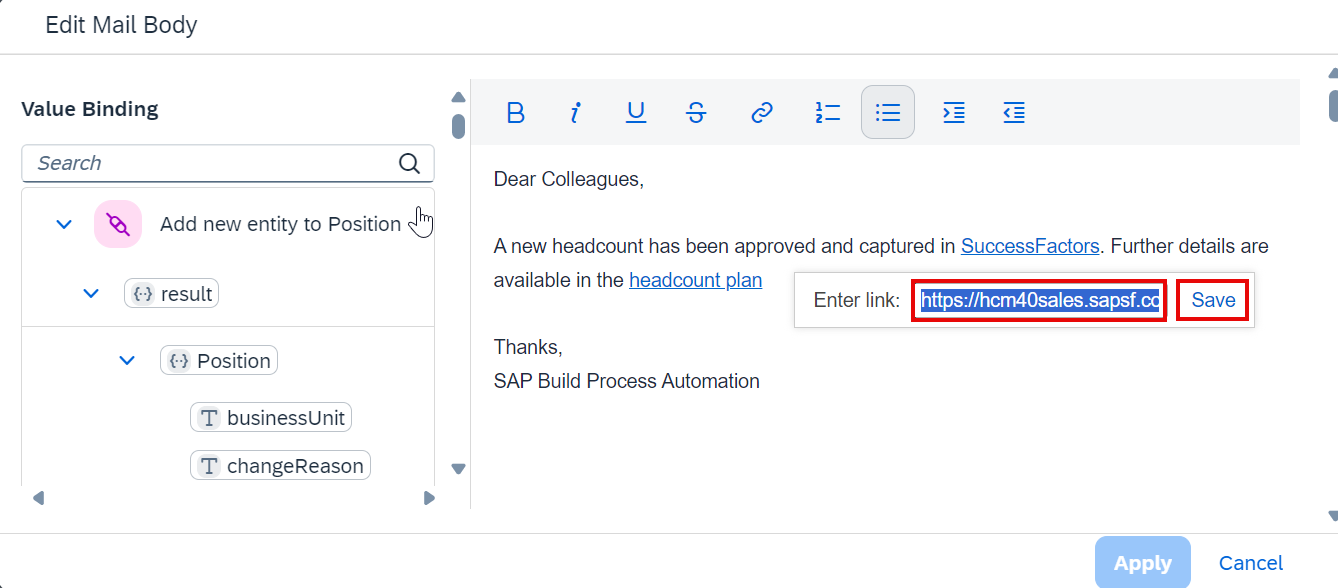 Edit Mail Body
Value Binding
Search
Add new entity to Position
result
Position
businessUnit
changeReason
Dear Colleagues,
A new headcount has been approved and captured in SuccessFactors. Further details are
available in the headcount plan
Enter link: https://hcm40sales.sapsf.co Save
Thanks,
SAP Build Process Automation
Apply Cancel